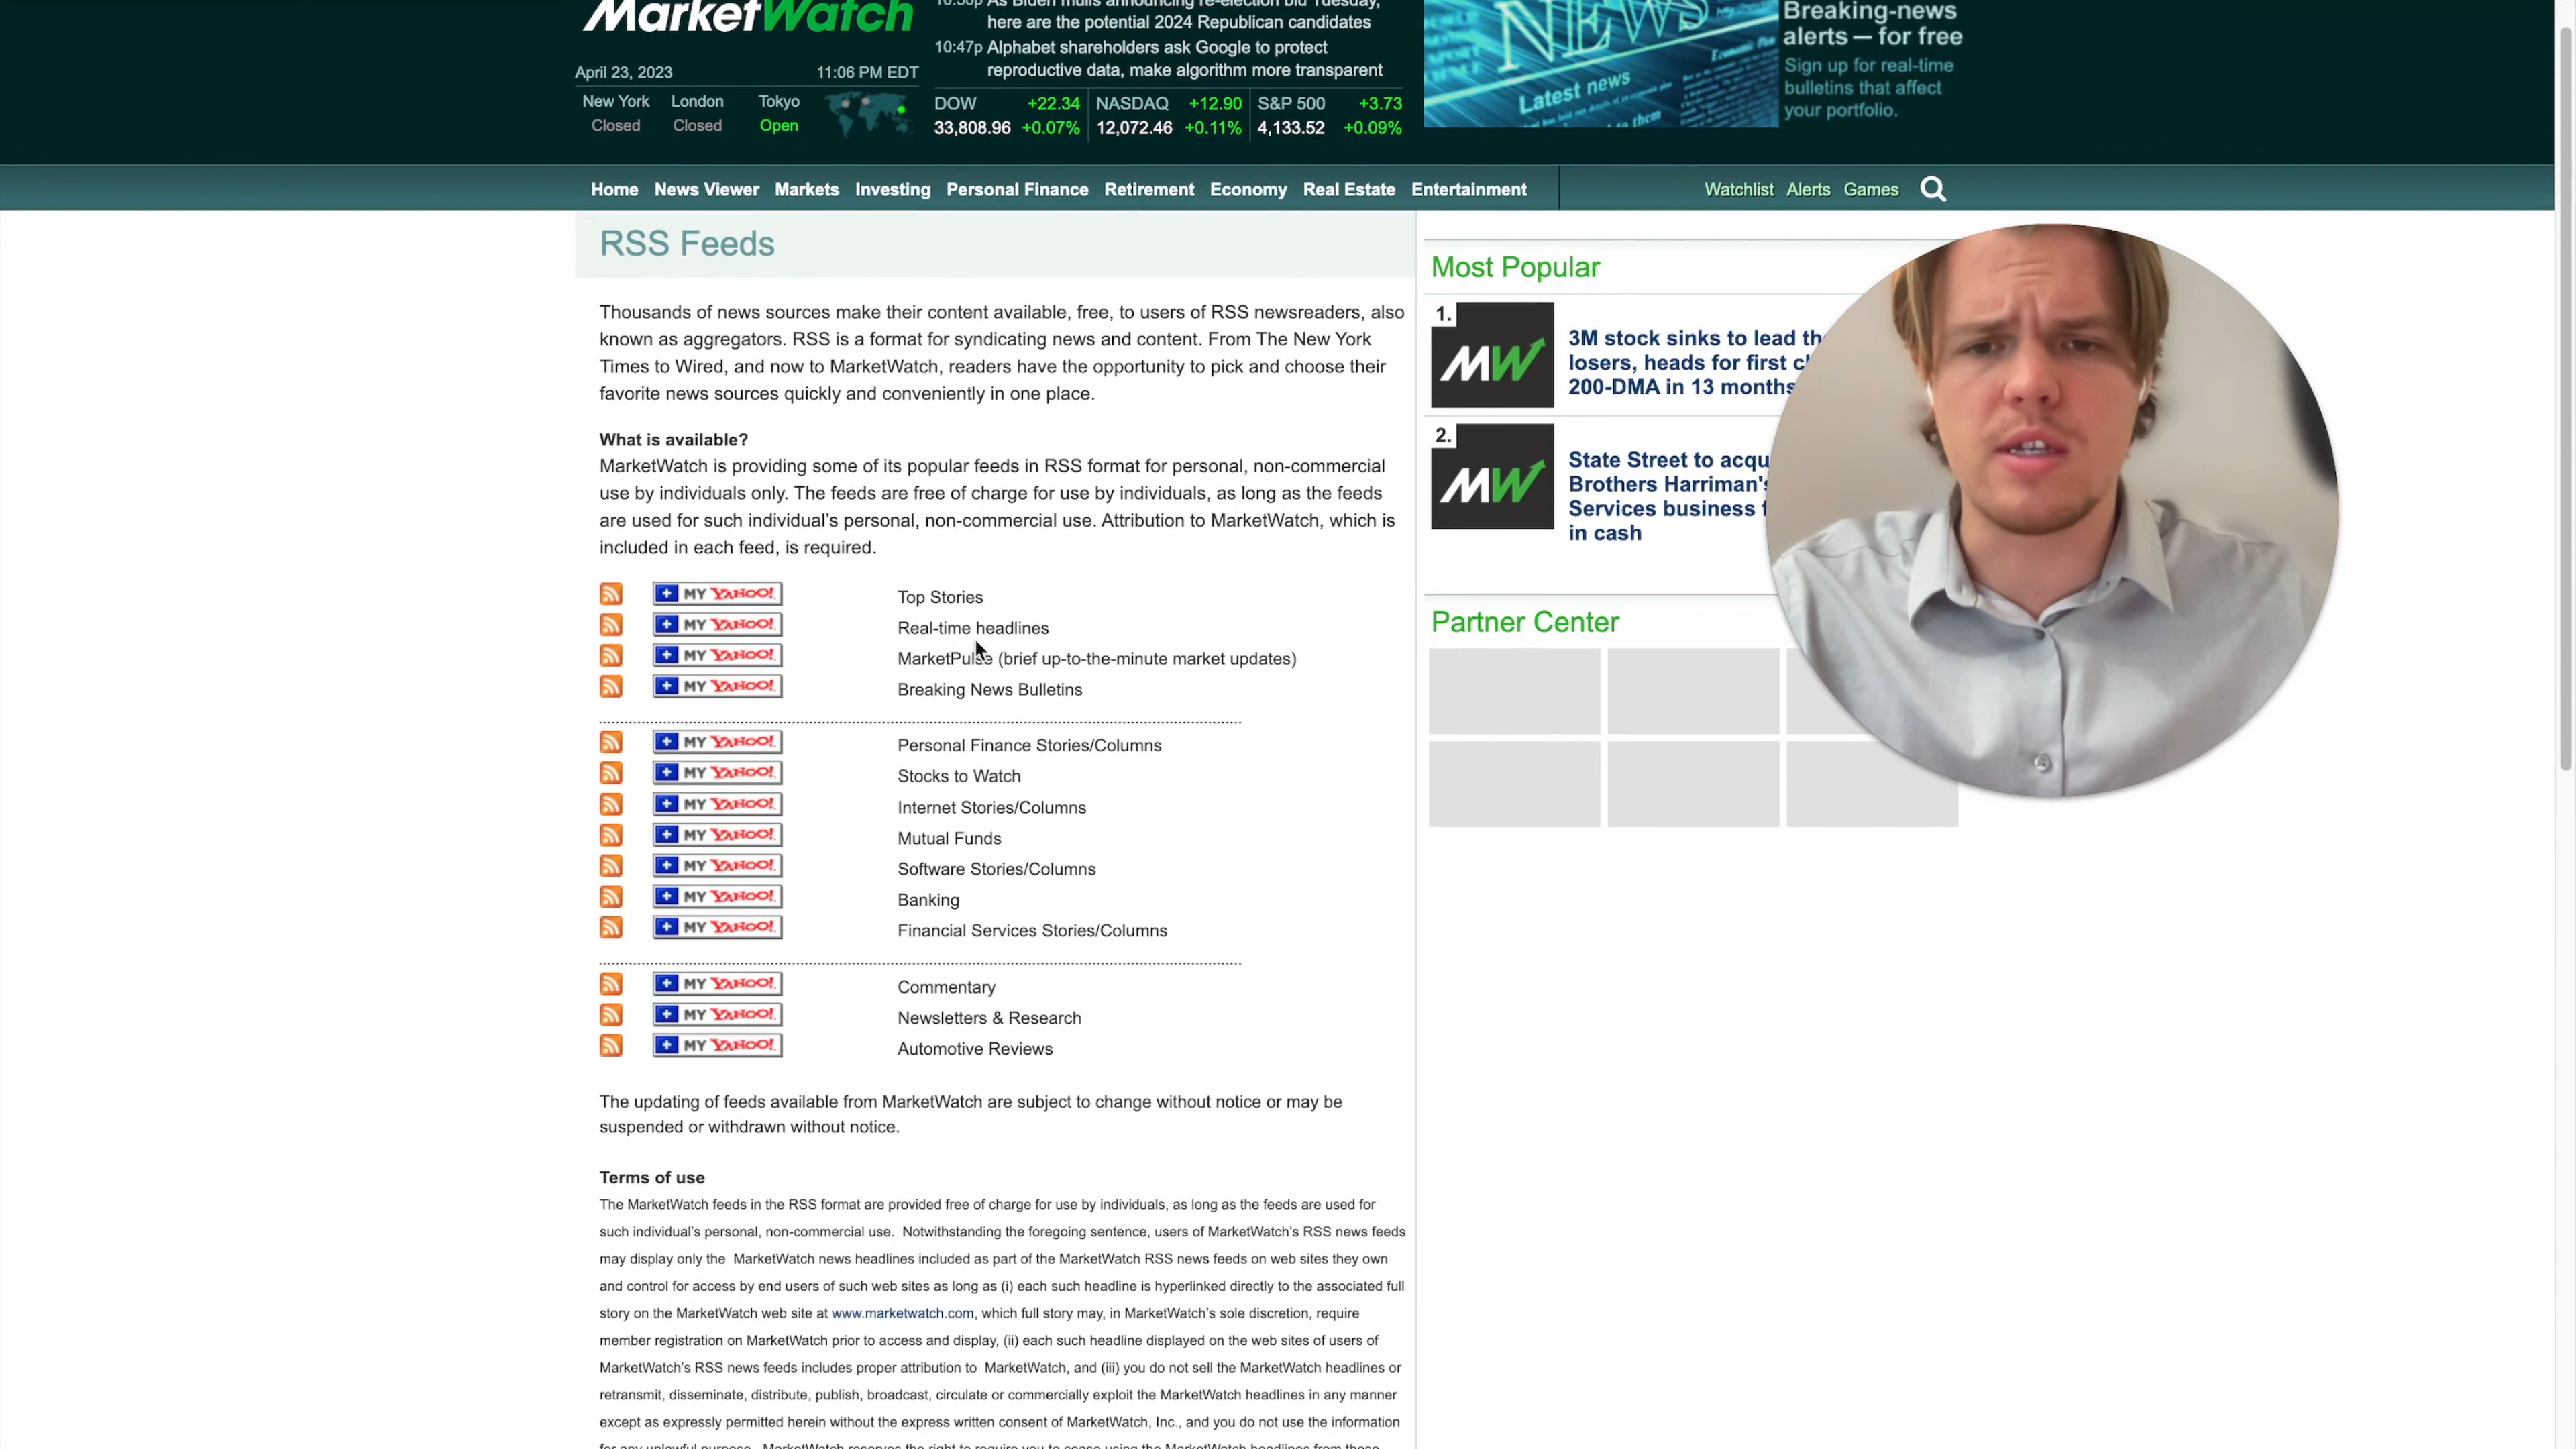 MarketWatch
As Biden mulls announcing re-election bid Tuesday,
here are the potential 2024 Republican candidates
10:47p Alphabet shareholders ask Google to protect
reproductive data, make algorithm more transparent
April 23, 2023 11:06 PM EDT
New York London Tokyo
Closed Closed Open
DOW +22.34 NASDAQ +12.90 S&P 500 +3.73
33,808.96 +0.07% 12,072.46 +0.11% 4,133.52 +0.09%
NEWS
Latest news
Breaking-news
alerts — for free
Sign up for real-time
bulletins that affect
your portfolio.
Home News Viewer Markets Investing Personal Finance Retirement Economy Real Estate Entertainment
Watchlist Alerts Games
RSS Feeds
Thousands of news sources make their content available, free, to users of RSS newsreaders, also
known as aggregators. RSS is a format for syndicating news and content. From The New York
Times to Wired, and now to MarketWatch, readers have the opportunity to pick and choose their
favorite news sources quickly and conveniently in one place.
What is available?
MarketWatch is providing some of its popular feeds in RSS format for personal, non-commercial
use by individuals only. The feeds are free of charge for use by individuals, as long as the feeds
are used for such individual's personal, non-commercial use. Attribution to MarketWatch, which is
included in each feed, is required.
MY YAHOO! Top Stories
MY YAHOO! Real-time headlines
MY YAHOO! MarketPulse (brief up-to-the-minute market updates)
MY YAHOO! Breaking News Bulletins
MY YAHOO! Personal Finance Stories/Columns
MY YAHOO! Stocks to Watch
MY YAHOO! Internet Stories/Columns
MY YAHOO! Mutual Funds
MY YAHOO! Software Stories/Columns
MY YAHOO! Banking
MY YAHOO! Financial Services Stories/Columns
MY YAHOO! Commentary
MY YAHOO! Newsletters & Research
MY YAHOO! Automotive Reviews
The updating of feeds available from MarketWatch are subject to change without notice or may be
suspended or withdrawn without notice.
Terms of use
The MarketWatch feeds in the RSS format are provided free of charge for use by individuals, as long as the feeds are used for
such individual's personal, non-commercial use. Notwithstanding the foregoing sentence, users of MarketWatch's RSS news feeds
may display only the MarketWatch news headlines included as part of the MarketWatch RSS news feeds on web sites they own
and control for access by end users of such web sites as long as (i) each such headline is hyperlinked directly to the associated full
story on the MarketWatch web site at www.marketwatch.com, which full story may, in MarketWatch's sole discretion, require
member registration on MarketWatch prior to access and display, (ii) each such headline displayed on the web sites of users of
MarketWatch's RSS news feeds includes proper attribution to MarketWatch, and (iii) you do not sell the MarketWatch headlines or
retransmit, disseminate, distribute, publish, broadcast, circulate or commercially exploit the MarketWatch headlines in any manner
except as expressly permitted herein without the express written consent of MarketWatch, Inc., and you do not use the information
Most Popular
1.
MW
3M stock sinks to lead
losers, heads for first
200-DMA in 13 months
2.
MW
State Street to
Brothers Harriman's
Services business
in cash
Partner Center